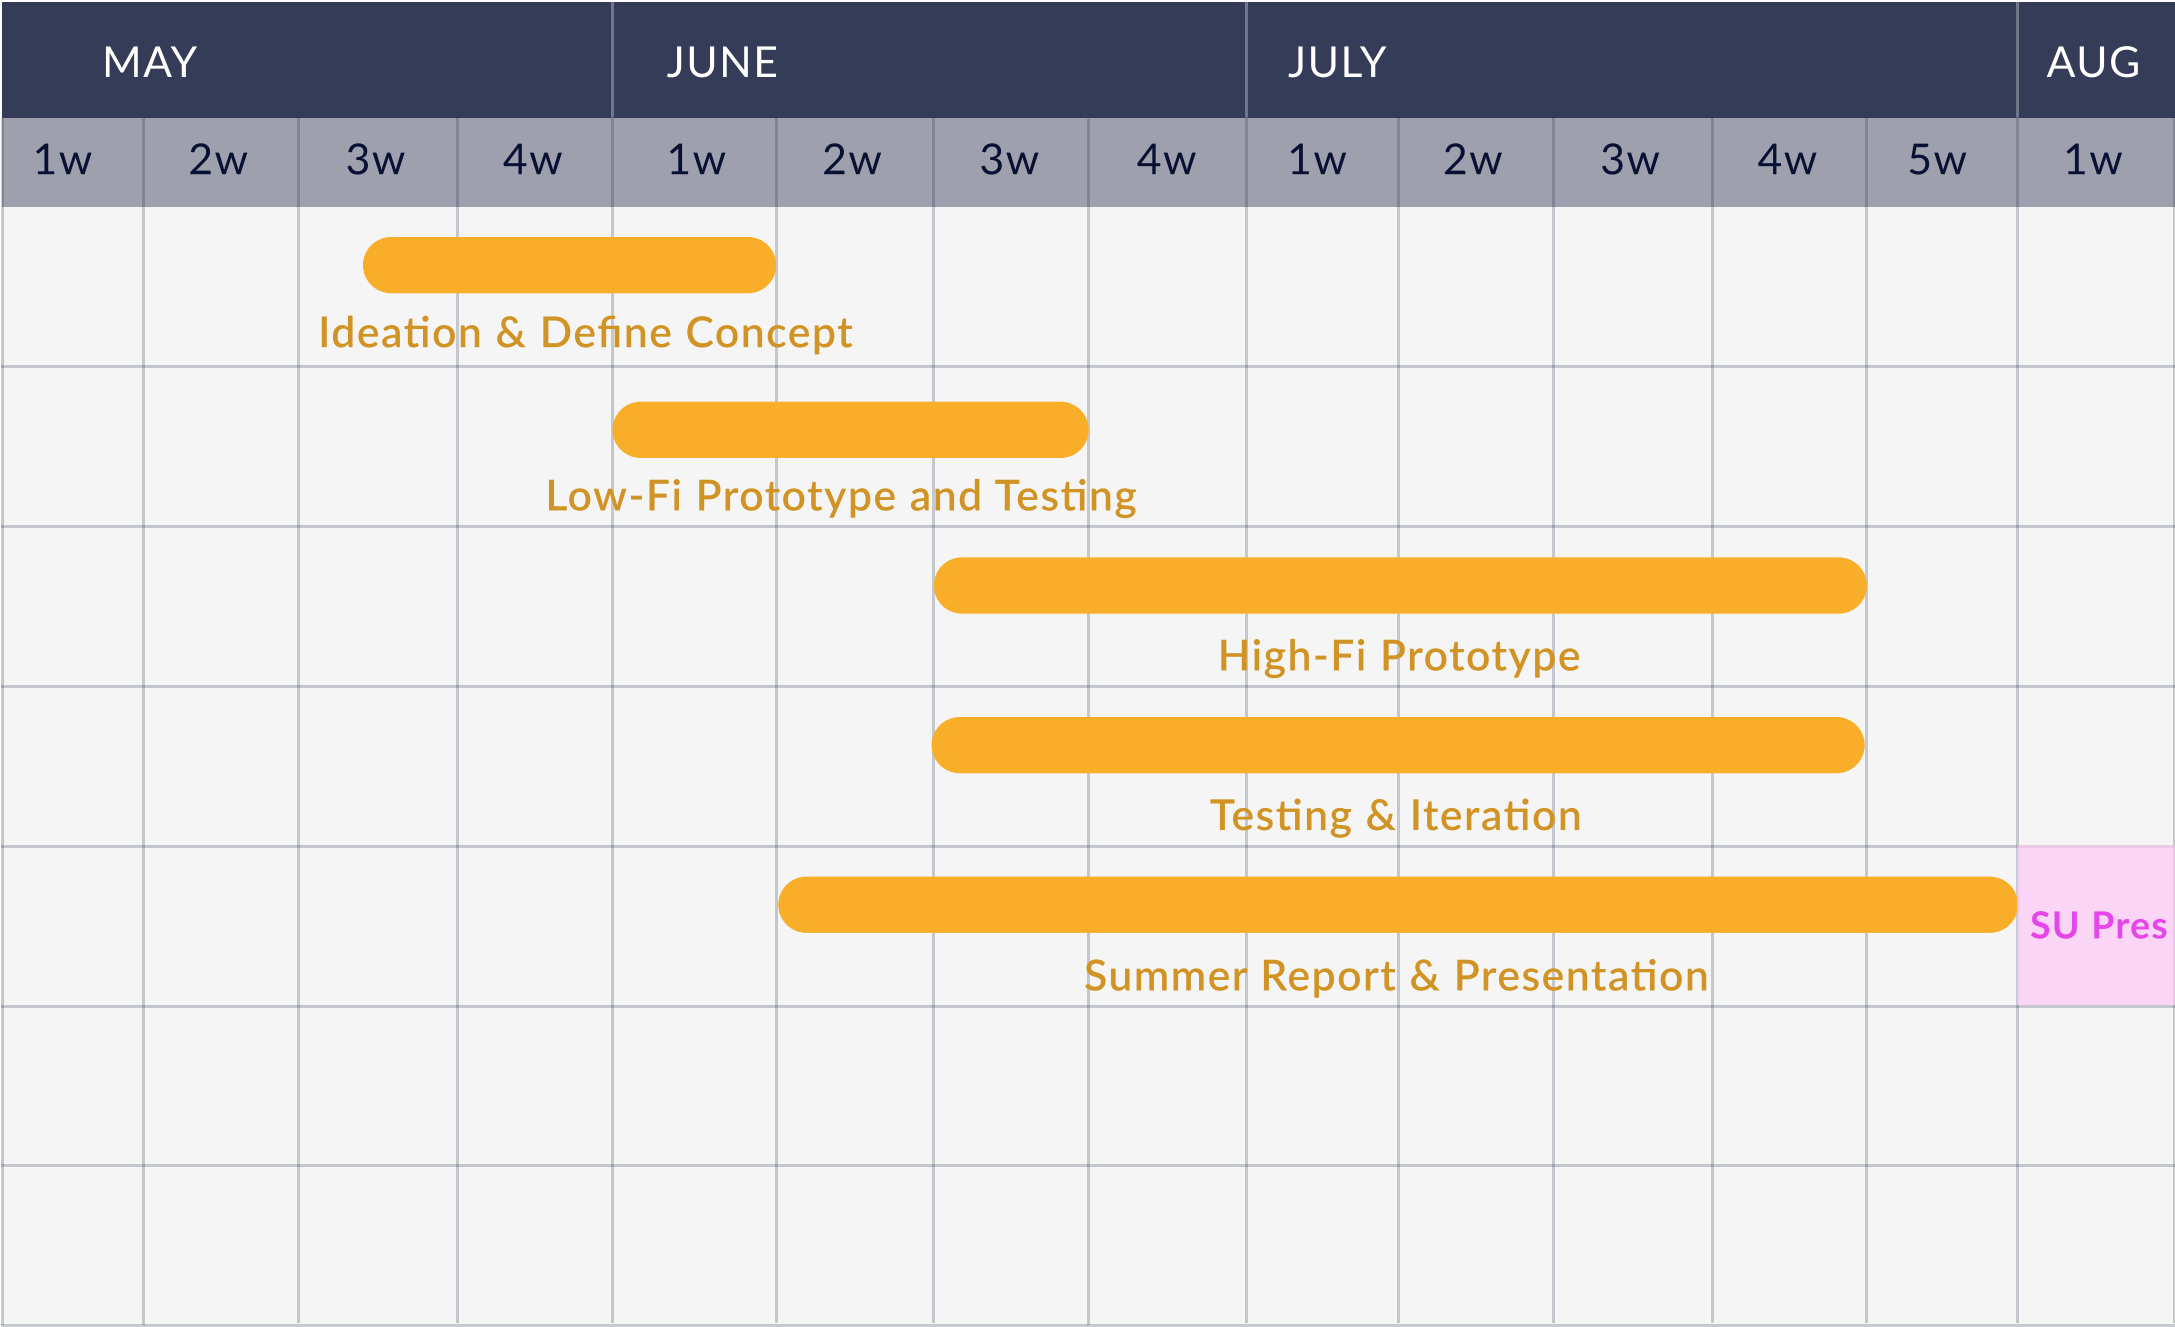 MAY JUNE JULY AUG
1w 2w 3w 4w 1w 2w 3w 4w 1w 2w 3w 4w 5w 1w
Ideation & Define Concept
Low-Fi Prototype and Testing
High-Fi Prototype
Testing & Iteration
SU Pres
Summer Report & Presentation